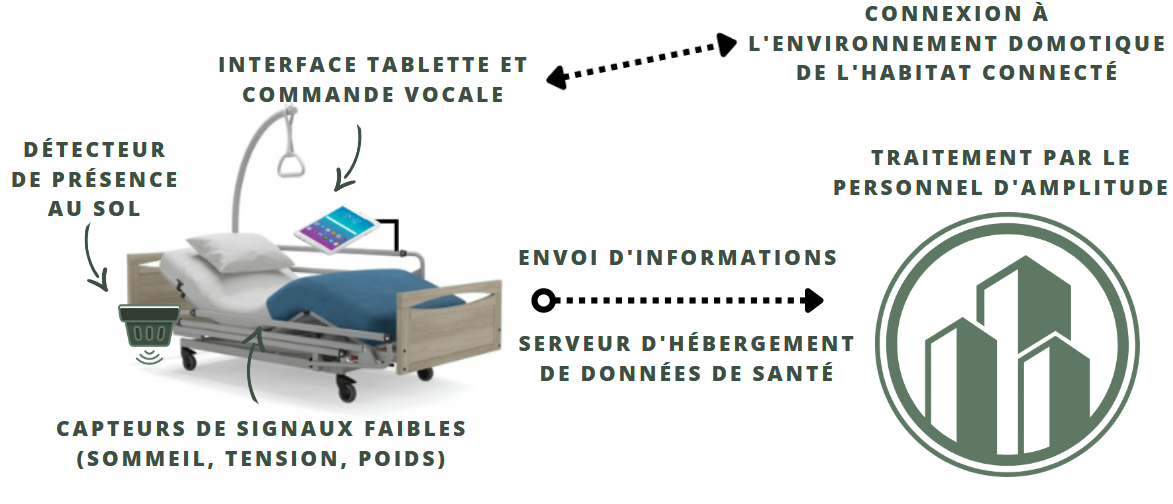 CONNEXION À
L'ENVIRONNEMENT DOMOTIQUE
DE L'HABITAT CONNECTÉ
INTERFACE TABLETTE ET
COMMANDE VOCALE
DÉTECTEUR
DE PRÉSENCE
AU SOL
TRAITEMENT PAR LE
PERSONNEL D'AMPLITUDE
ENVOI D'INFORMATIONS
SERVEUR D'HÉBERGEMENT
DE DONNÉES DE SANTÉ
CAPTEURS DE SIGNAUX FAIBLES
(SOMMEIL, TENSION, POIDS)